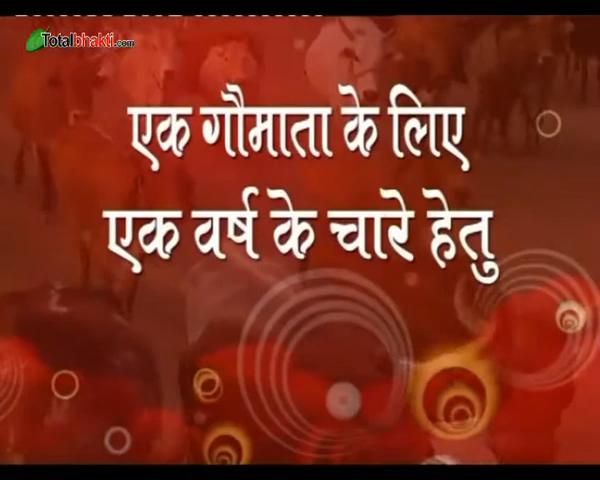 Totalbhakti.com
एक गौमाता के लिए
एक वर्ष के चारे हेतु